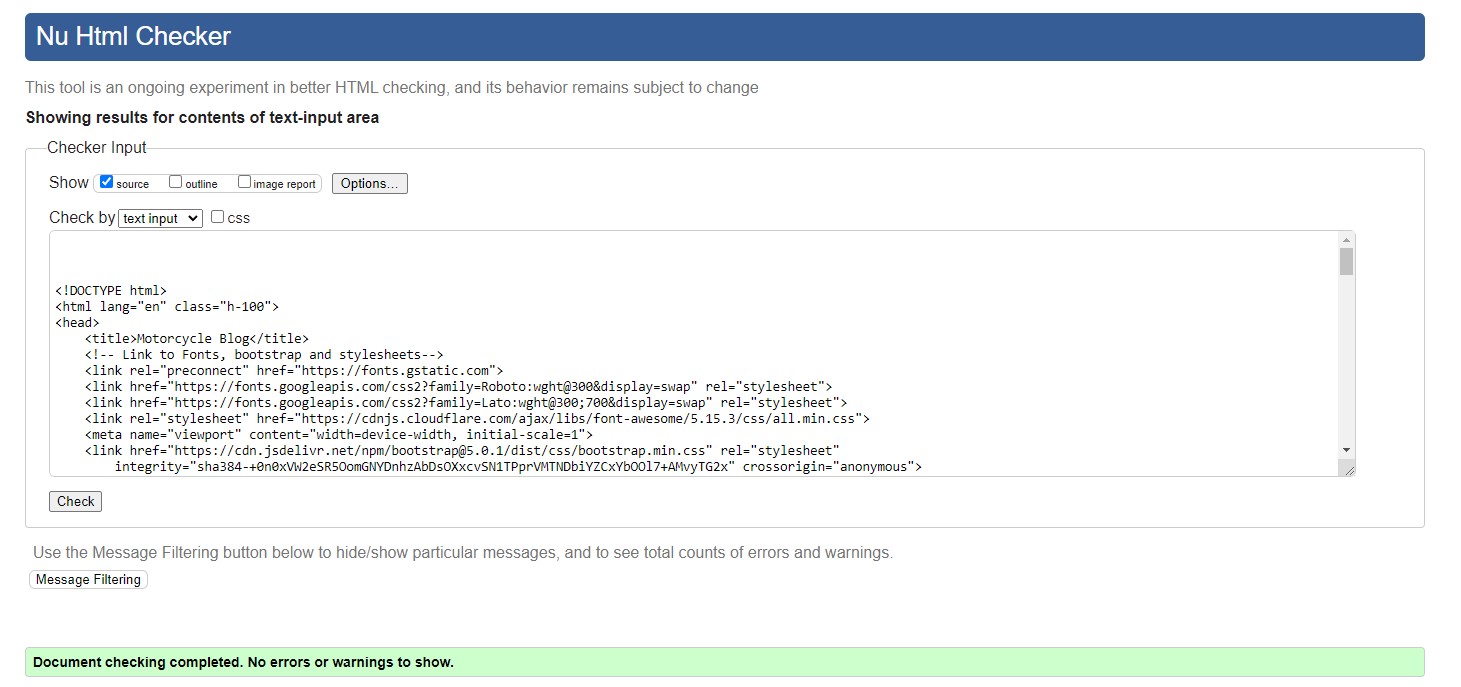 Nu Html Checker
This tool is an ongoing experiment in better HTML checking, and its behavior remains subject to change
Showing results for contents of text-input area
Checker Input
Show source outline image report Options...
Check by text input css
<!DOCTYPE html>
<html lang="en" class="h-100">
<head>
    <title>Motorcycle Blog</title>
    <!-- Link to Fonts, bootstrap and stylesheets-->
    <link rel="preconnect" href="https://fonts.gstatic.com">
    <link href="https://fonts.googleapis.com/css2?family=Roboto:wght@300&display=swap" rel="stylesheet">
    <link href="https://fonts.googleapis.com/css2?family=Lato:wght@300;700&display=swap" rel="stylesheet">
    <link rel="stylesheet" href="https://cdnjs.cloudflare.com/ajax/libs/font-awesome/5.15.3/css/all.min.css">
    <meta name="viewport" content="width=device-width, initial-scale=1">
    <link href="https://cdn.jsdelivr.net/npm/bootstrap@5.0.1/dist/css/bootstrap.min.css" rel="stylesheet"
        integrity="sha384-+0n0xVW2eSR5OomGNYDnhzAbDsOXxcvSN1TPprVMTNDbiYZCxYbOOl7+AMvyTG2x" crossorigin="anonymous">
Check
Use the Message Filtering button below to hide/show particular messages, and to see total counts of errors and warnings.
Message Filtering
Document checking completed. No errors or warnings to show.